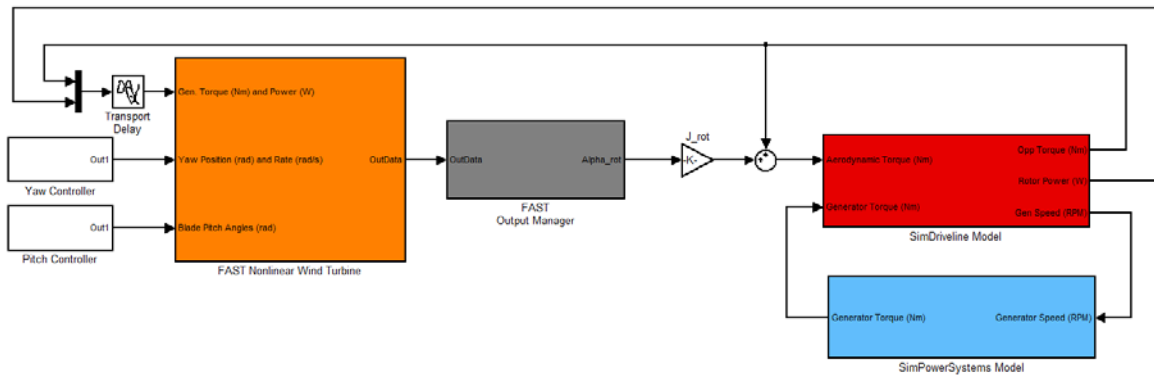 Gen. Torque (Nm) and Power (W)
Transport
Delay
Out1
Yaw Controller
Yaw Position (rad) and Rate (rad/s)
OutData
Out1
Pitch Controller
Blade Pitch Angles (rad)
FAST Nonlinear Wind Turbine
OutData
Alpha_rot
FAST
Output Manager
J_rot
-K-
Aerodynamic Torque (Nm)
Opp Torque (Nm)
Rotor Power (W)
Generator Torque (Nm)
Gen Speed (RPM)
SimDriveline Model
Generator Torque (Nm)
Generator Speed (RPM)
SimPowerSystems Model